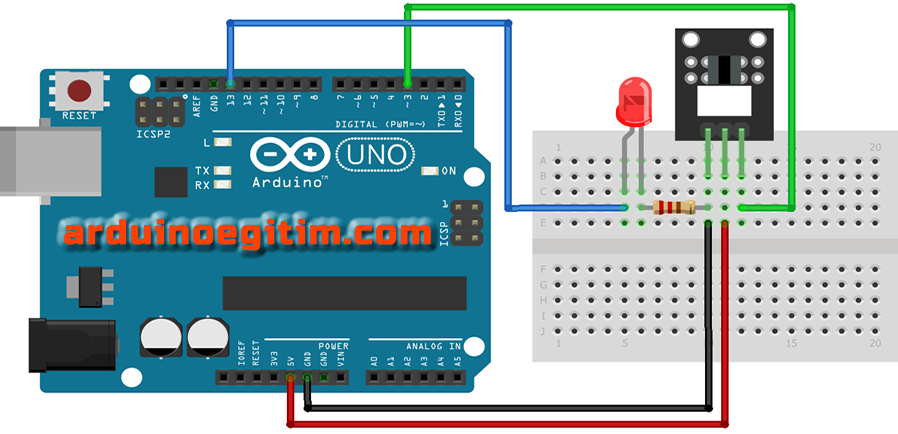 RESET
ICSP2
AREF
GND
13
12
~11
~10
~9
8
7
~6
~5
4
~3
2
TX0▶1
RX0◀0
DIGITAL (PWM=~)
L
TX
RX
Arduino™
UNO
ON
1
ICSP
arduinoegitim.com
IOREF
RESET
3V3
5V
GND
GND
VIN
POWER
ANALOG IN
A0
A1
A2
A3
A4
A5
1
5
15
20
A
A
B
B
C
C
D
D
E
E
F
F
G
G
H
H
I
I
J
J
1
5
10
15
20